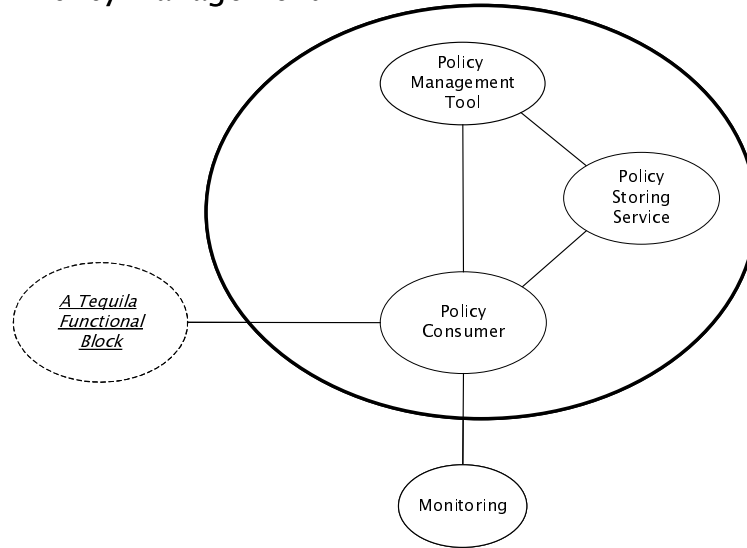 Policy
Management
Tool
Policy
Storing
Service
A Tequila
Functional
Block
Policy
Consumer
Monitoring